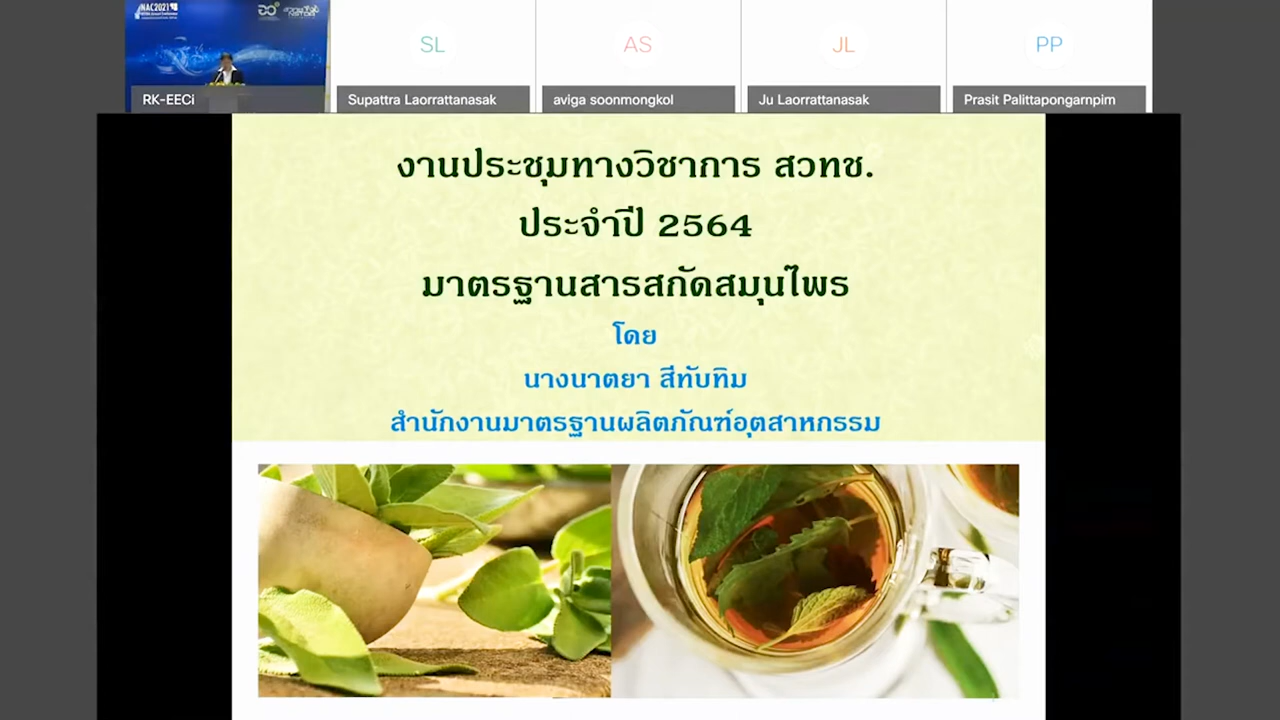 NAC2021
SL
AS
JL
PP
RK-EECi
Supattra Laorrattanasak
aviga soonmongkol
Ju Laorrattanasak
Prasit Palittapongarnpim
งานประชุมทางวิชาการ สวทช.
ประจำปี 2564
มาตรฐานสารสกัดสมุนไพร
โดย
นางนาตยา สีทับทิม
สำนักงานมาตรฐานผลิตภัณฑ์อุตสาหกรรม